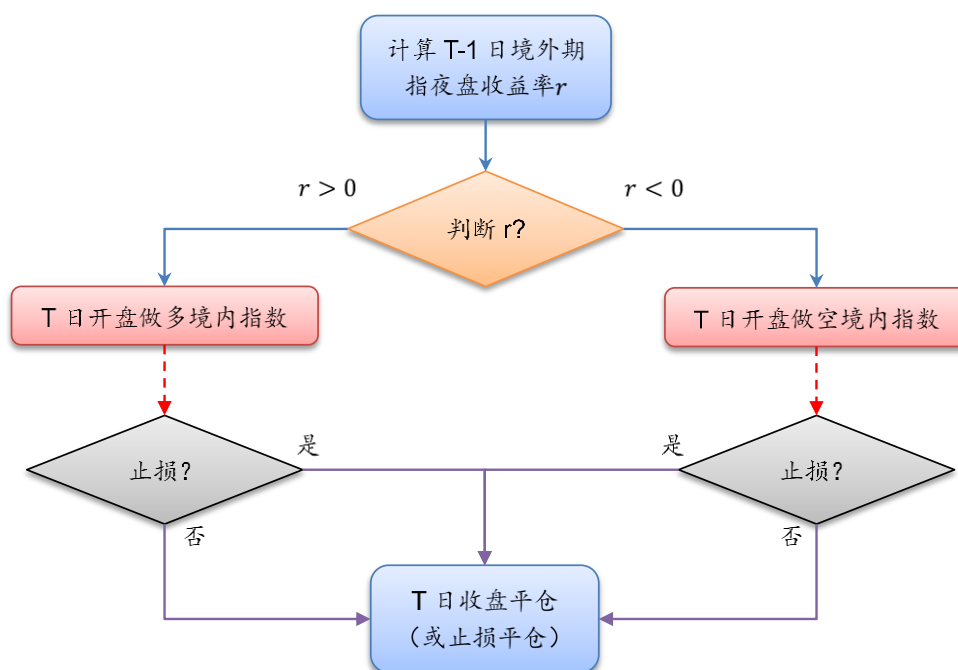 计算 T-1 日境外期
指夜盘收益率r
r > 0
r < 0
判断 r?
T 日开盘做多境内指数
T 日开盘做空境内指数
止损?
是
是
止损?
否
否
T 日收盘平仓
（或止损平仓）